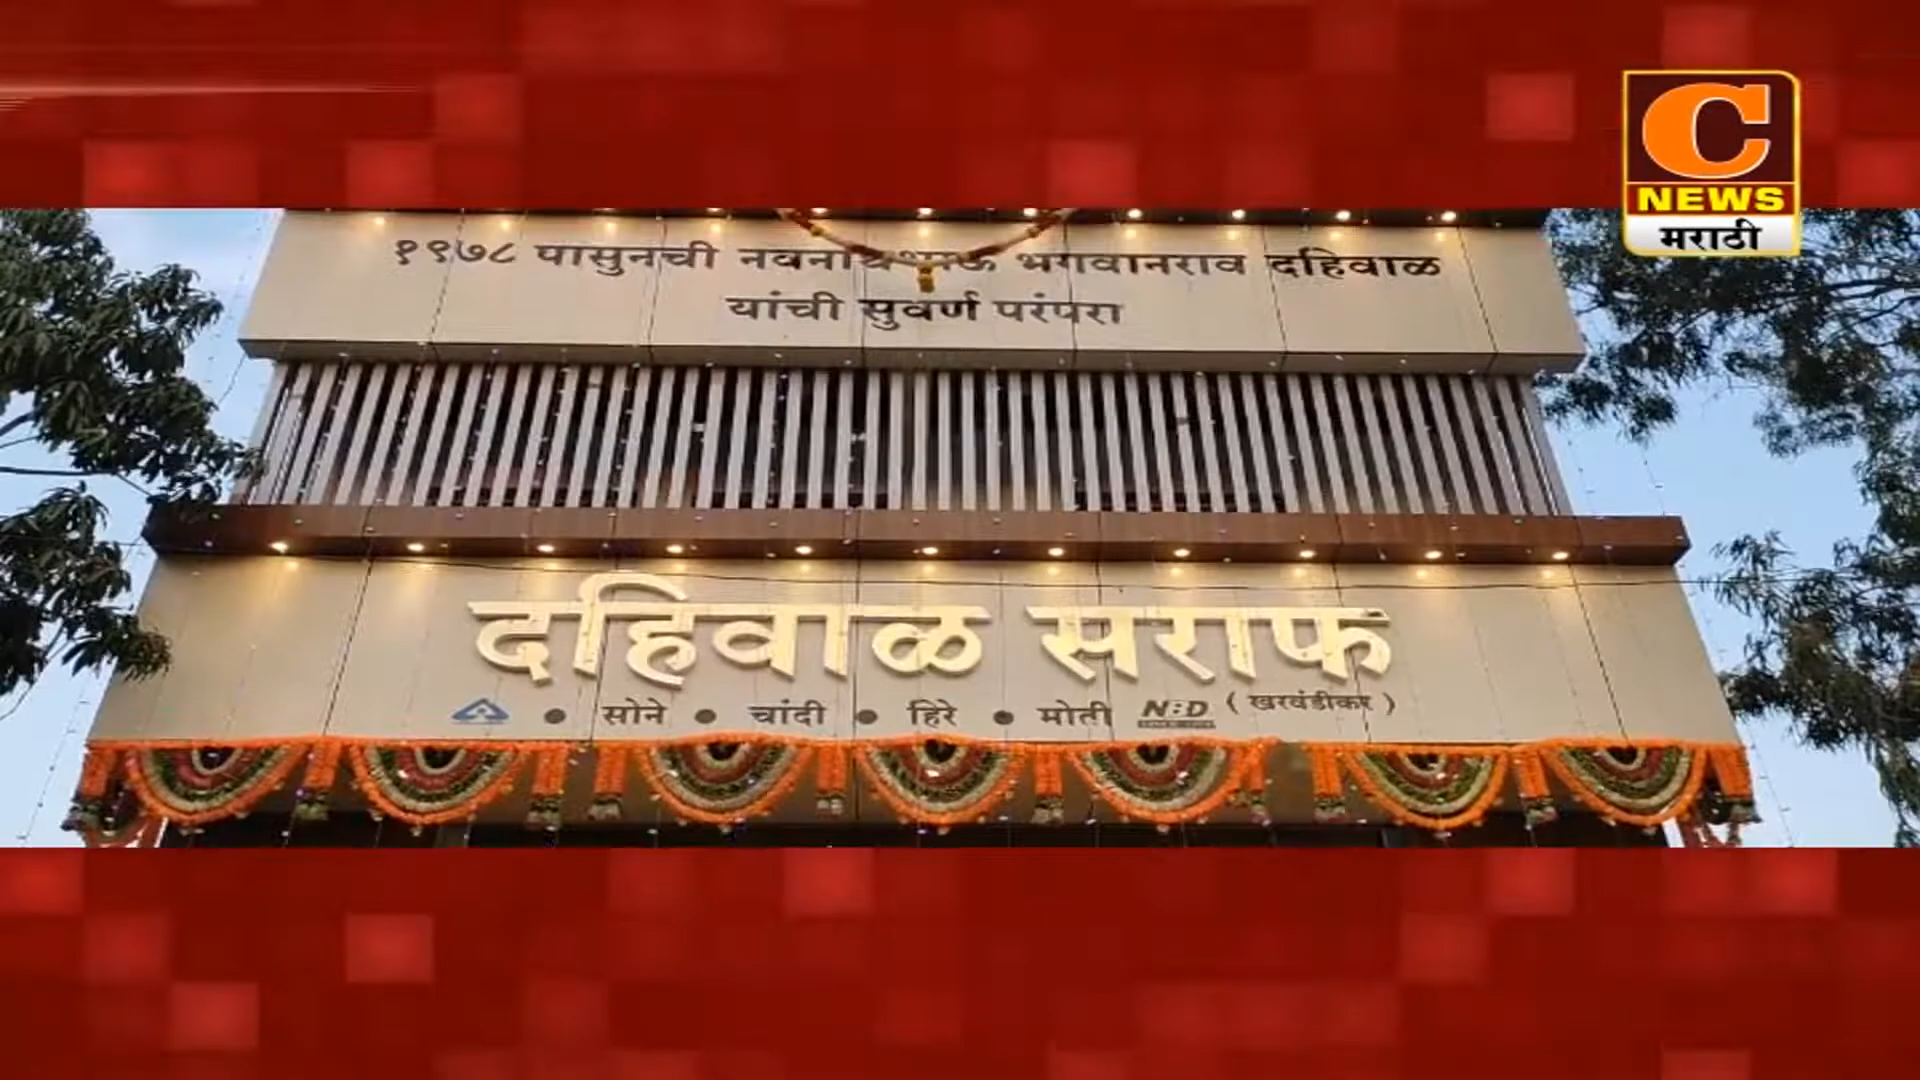 १९७८ पासुनची भगवानराव दहिवाळ
यांची सुवर्ण परंपरा
C
NEWS
मराठी
दहिवाळ सराफ
• सोने • चांदी • हिरे • मोती NBD ( खरवंडीकर )